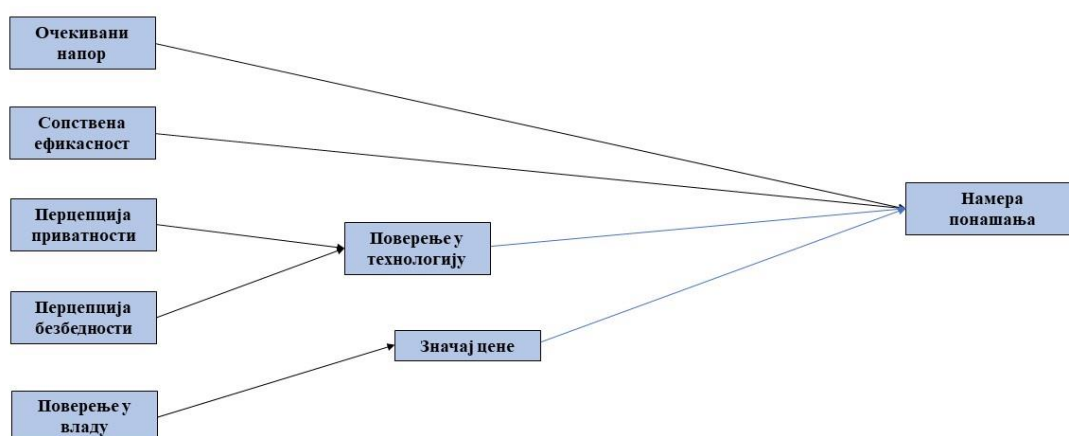 Очекивани
напор
Сопствена
ефикасност
Перцепција
приватности
Перцепција
безбедности
Поверење у
владу
Поверење у
технологију
Значај цене
Намера
понашања